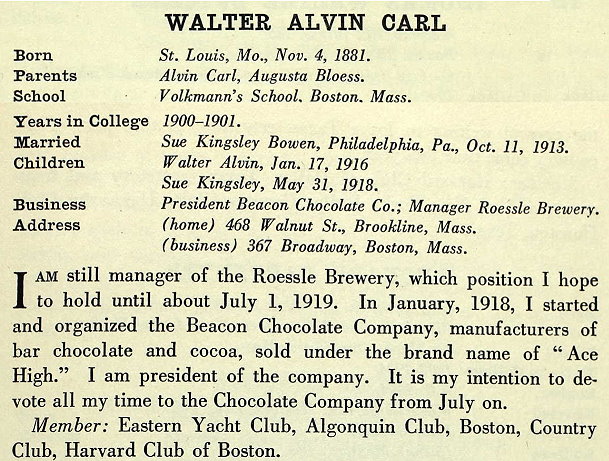 WALTER ALVIN CARL
Born St. Louis, Mo., Nov. 4, 1881.
Parents Alvin Carl, Augusta Bloess.
School Volkmann's School, Boston, Mass.
Years in College 1900–1901.
Married Sue Kingsley Bowen, Philadelphia, Pa., Oct. 11, 1913.
Children Walter Alvin, Jan. 17, 1916
Sue Kingsley, May 31, 1918.
Business President Beacon Chocolate Co.; Manager Roessle Brewery.
Address (home) 468 Walnut St., Brookline, Mass.
(business) 367 Broadway, Boston, Mass.
I AM still manager of the Roessle Brewery, which position I hope
to hold until about July 1, 1919. In January, 1918, I started
and organized the Beacon Chocolate Company, manufacturers of
bar chocolate and cocoa, sold under the brand name of "Ace
High." I am president of the company. It is my intention to de-
vote all my time to the Chocolate Company from July on.
Member: Eastern Yacht Club, Algonquin Club, Boston, Country
Club, Harvard Club of Boston.